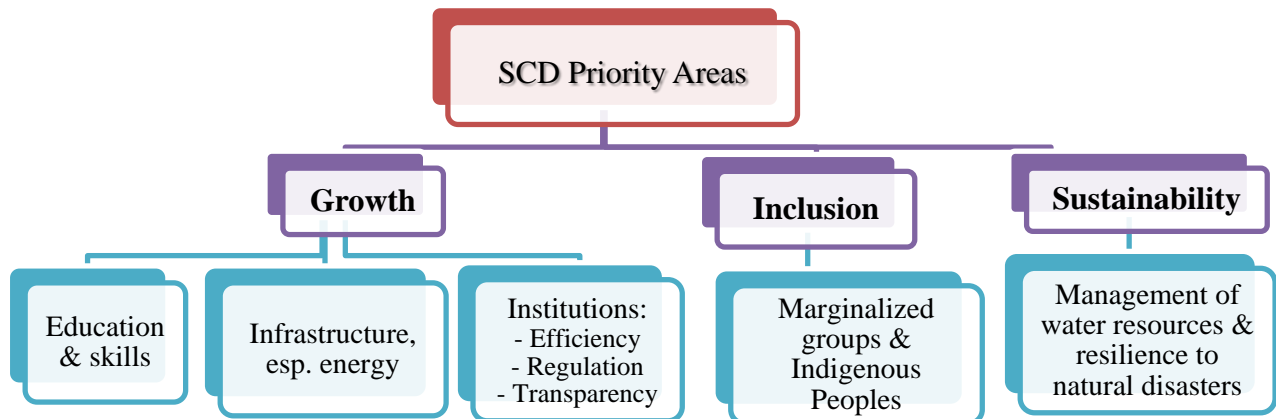 SCD Priority Areas
Growth
Inclusion
Sustainability
Education
& skills
Infrastructure,
esp. energy
Institutions:
- Efficiency
- Regulation
- Transparency
Marginalized
groups &
Indigenous
Peoples
Management of
water resources &
resilience to
natural disasters